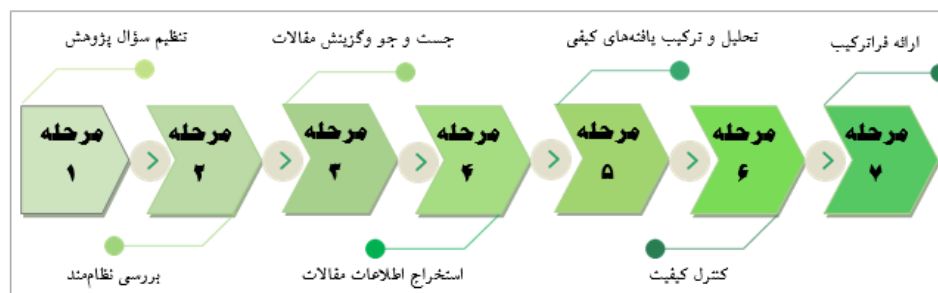 تنظیم سؤال پژوهش
جست و جو وگزینش مقالات
تحلیل و ترکیب یافته‌های کیفی
ارائه فراترکیب
مرحله
۱
مرحله
۲
مرحله
۳
مرحله
۴
مرحله
۵
مرحله
۶
مرحله
۷
بررسی نظام‌مند
استخراج اطلاعات مقالات
کنترل کیفیت